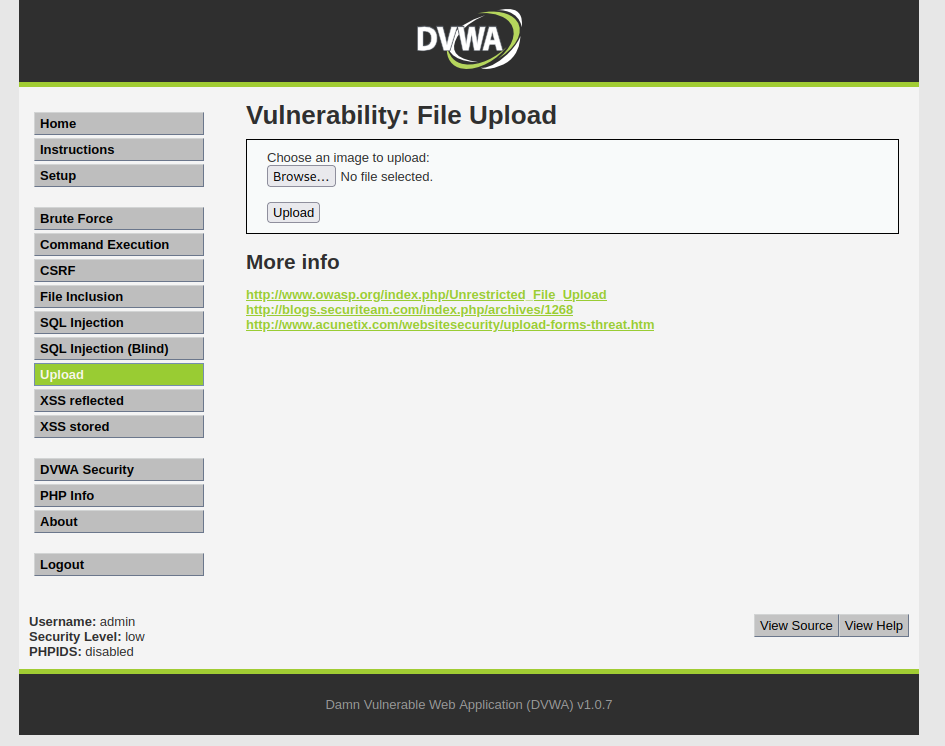 DVWA
Vulnerability: File Upload
Home
Instructions
Setup
Brute Force
Command Execution
CSRF
File Inclusion
SQL Injection
SQL Injection (Blind)
Upload
XSS reflected
XSS stored
DVWA Security
PHP Info
About
Logout
Choose an image to upload:
Browse... No file selected.
Upload
More info
http://www.owasp.org/index.php/Unrestricted_File_Upload
http://blogs.securiteam.com/index.php/archives/1268
http://www.acunetix.com/websitesecurity/upload-forms-threat.htm
Username: admin
Security Level: low
PHPIDS: disabled
View Source View Help
Damn Vulnerable Web Application (DVWA) v1.0.7